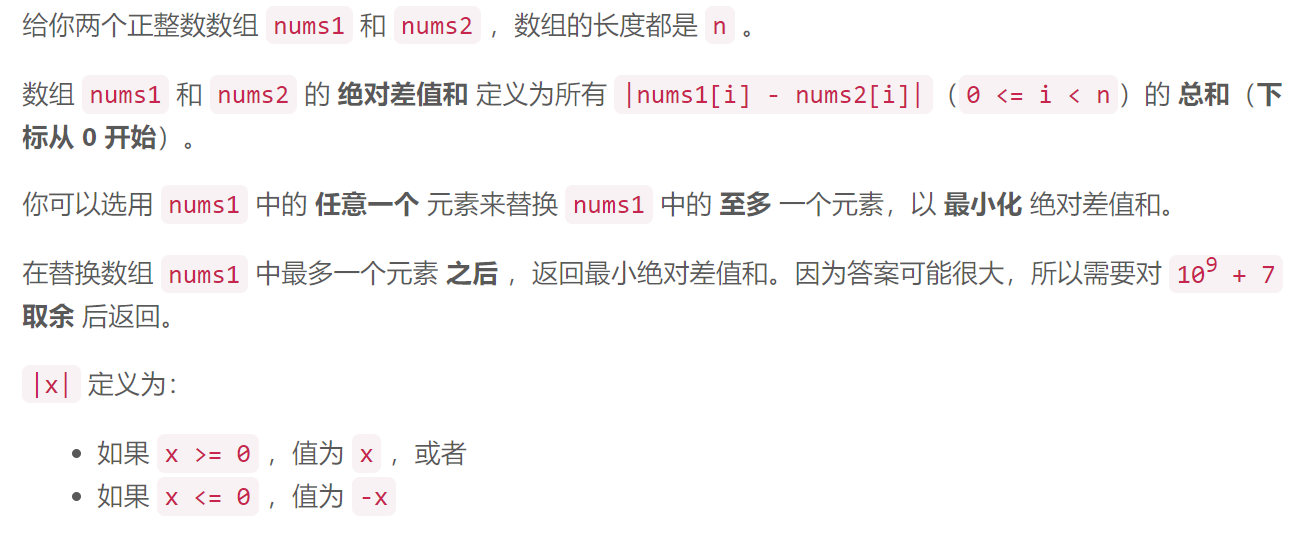 给你两个正整数数组 nums1 和 nums2 ，数组的长度都是 n 。
数组 nums1 和 nums2 的 绝对差值和 定义为所有 |nums1[i] - nums2[i]|（0 <= i < n）的 总和（下
标从 0 开始）。
你可以选用 nums1 中的 任意一个 元素来替换 nums1 中的 至多 一个元素，以 最小化 绝对差值和。
在替换数组 nums1 中最多一个元素 之后 ，返回最小绝对差值和。因为答案可能很大，所以需要对 10⁹ + 7
取余 后返回。
|x| 定义为：
• 如果 x >= 0 ，值为 x ，或者
• 如果 x <= 0 ，值为 -x